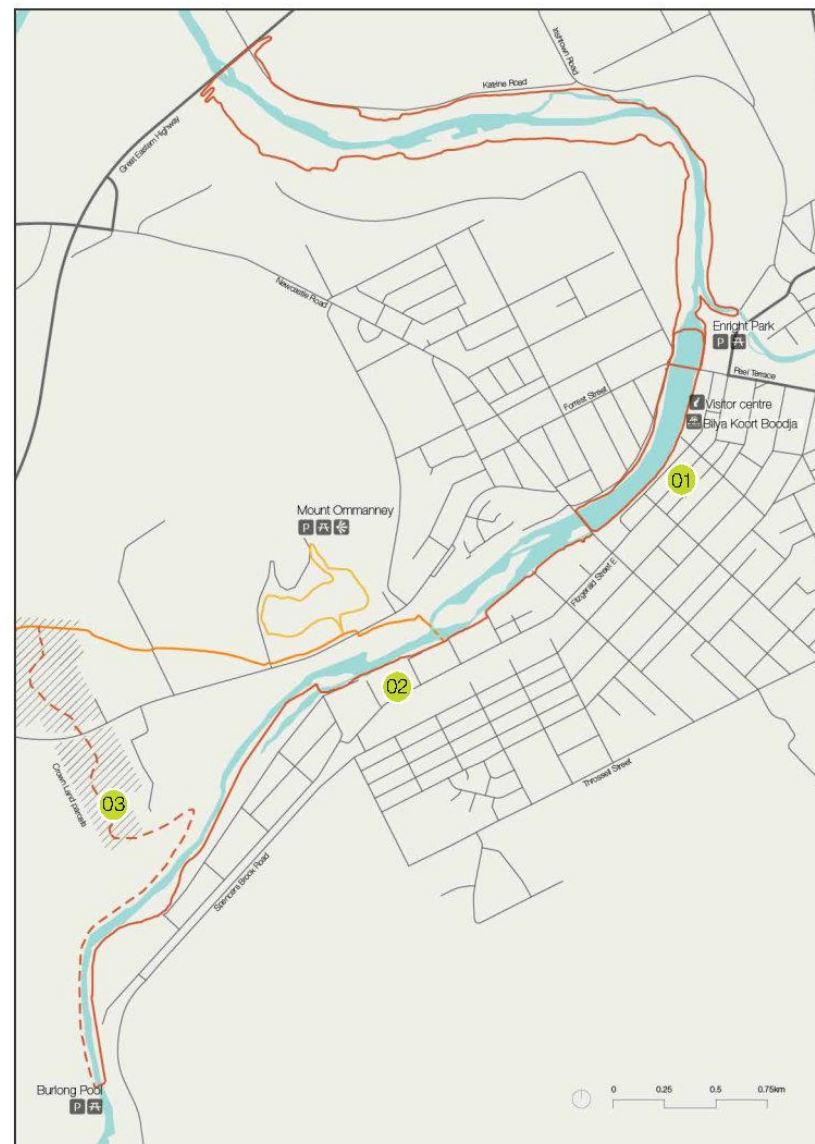 Irishtown Road
Katrine Road
Great Eastern Highway
Newcastle Road
Enright Park
P
Peel Terrace
Forrest Street
Visitor centre
Bilya Koort Boodja
01
Mount Ommanney
P
Fitzgerald Street E
02
Throssell Street
Crown Land parcels
03
Spencers Brook Road
Burlong Pool
P
0 0.25 0.5 0.75km